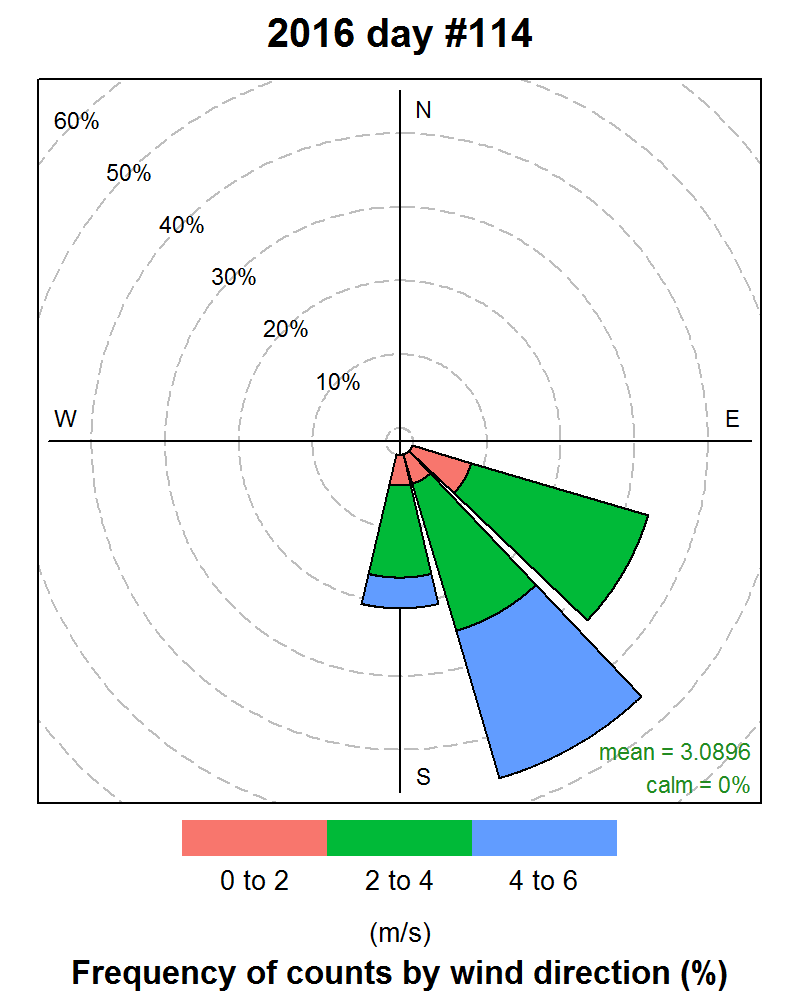 2016 day #114
N
60%
50%
40%
30%
20%
10%
W
E
S
mean = 3.0896
calm = 0%
0 to 2
2 to 4
4 to 6
(m/s)
Frequency of counts by wind direction (%)